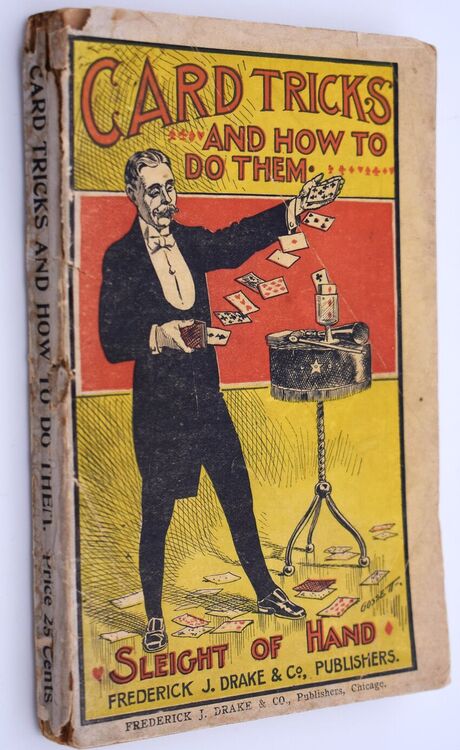 CARD TRICKS AND HOW TO DO THEM. Price 25 Cents
CARD TRICKS
AND HOW TO
DO THEM.
GOSSETT.
SLEIGHT OF HAND
FREDERICK J. DRAKE & CO., PUBLISHERS.
FREDERICK J. DRAKE & CO., Publishers, Chicago.